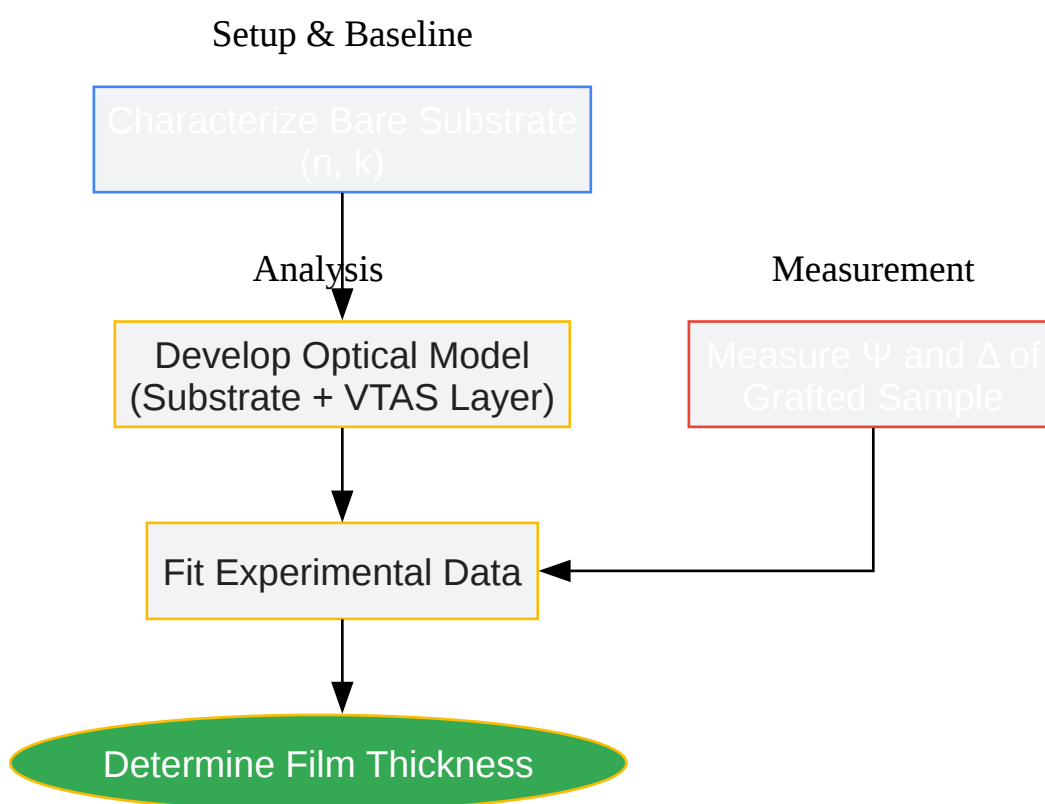 Setup & Baseline
Characterize Bare Substrate
(n, k)
Analysis
Measurement
Develop Optical Model
(Substrate + VTAS Layer)
Measure Ψ and Δ of
Grafted Sample
Fit Experimental Data
Determine Film Thickness